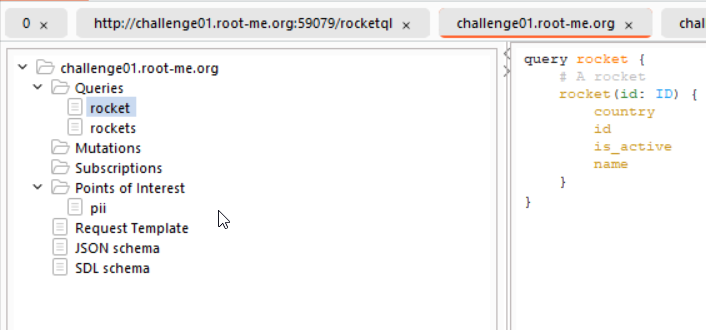 0 × http://challenge01.root-me.org:59079/rocketql × challenge01.root-me.org × chal
challenge01.root-me.org
Queries
rocket
rockets
Mutations
Subscriptions
Points of Interest
pii
Request Template
JSON schema
SDL schema
query rocket {
# A rocket
rocket(id: ID) {
country
id
is_active
name
}
}